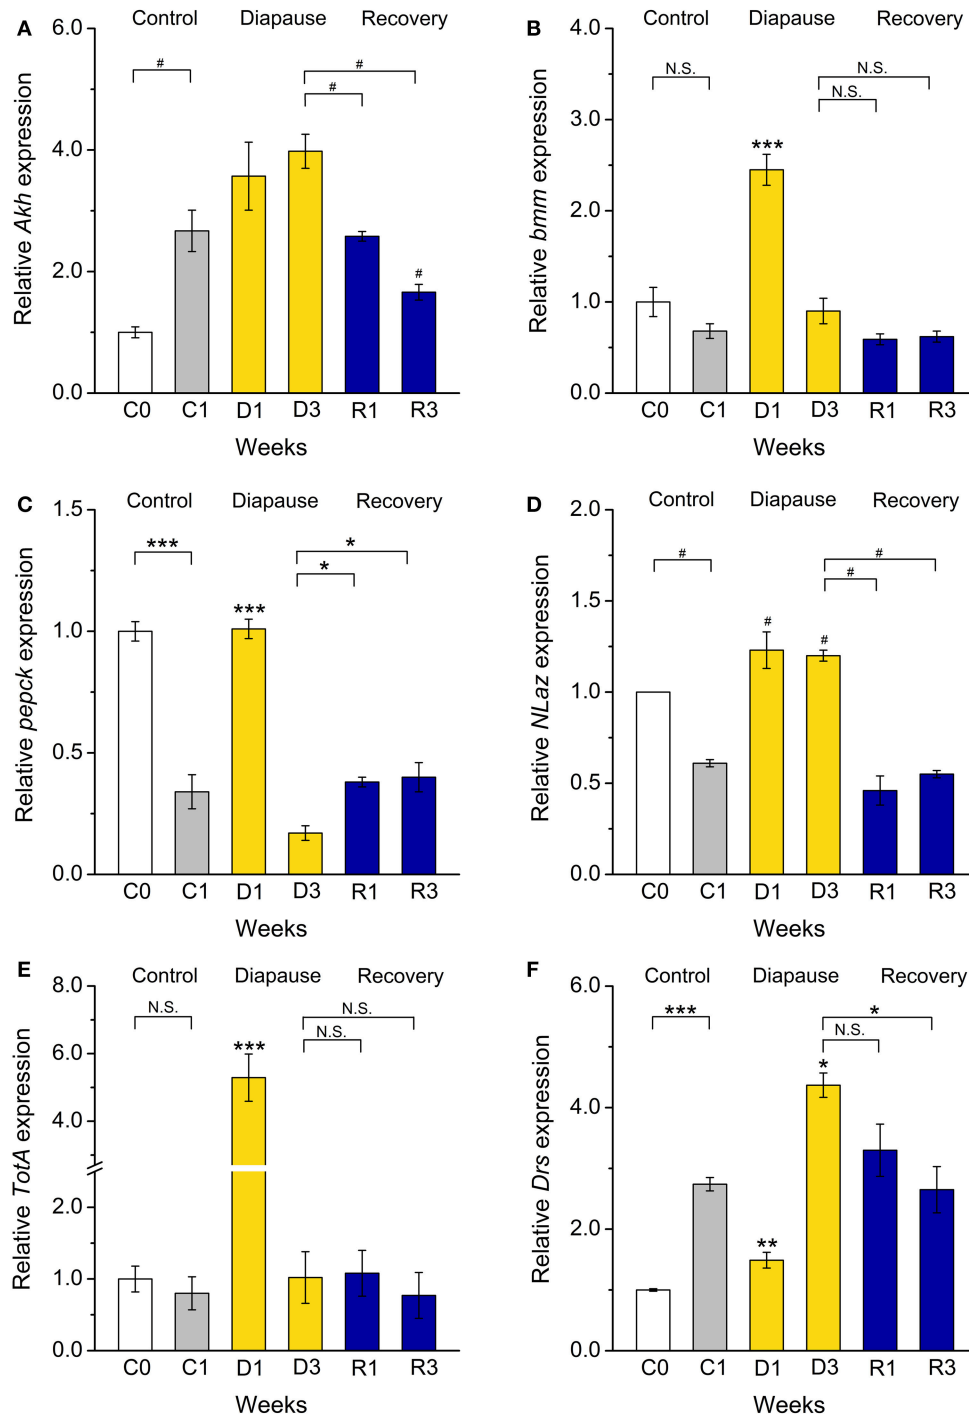 A
Control Diapause Recovery
6.0
4.0
2.0
0.0
Relative Akh expression
#
#
#
#
C0 C1 D1 D3 R1 R3
Weeks
B
Control Diapause Recovery
4.0
3.0
2.0
1.0
0.0
Relative bmm expression
N.S.
N.S.
N.S.
***
C0 C1 D1 D3 R1 R3
Weeks
C
Control Diapause Recovery
1.5
1.0
0.5
0.0
Relative pepck expression
***
*
*
***
C0 C1 D1 D3 R1 R3
Weeks
D
Control Diapause Recovery
2.0
1.5
1.0
0.5
0.0
Relative NLaz expression
#
#
#
#
#
C0 C1 D1 D3 R1 R3
Weeks
E
Control Diapause Recovery
8.0
6.0
4.0
2.0
1.0
0.0
Relative TotA expression
N.S.
N.S.
N.S.
***
C0 C1 D1 D3 R1 R3
Weeks
F
Control Diapause Recovery
6.0
4.0
2.0
0.0
Relative Drs expression
***
*
N.S.
*
**
C0 C1 D1 D3 R1 R3
Weeks